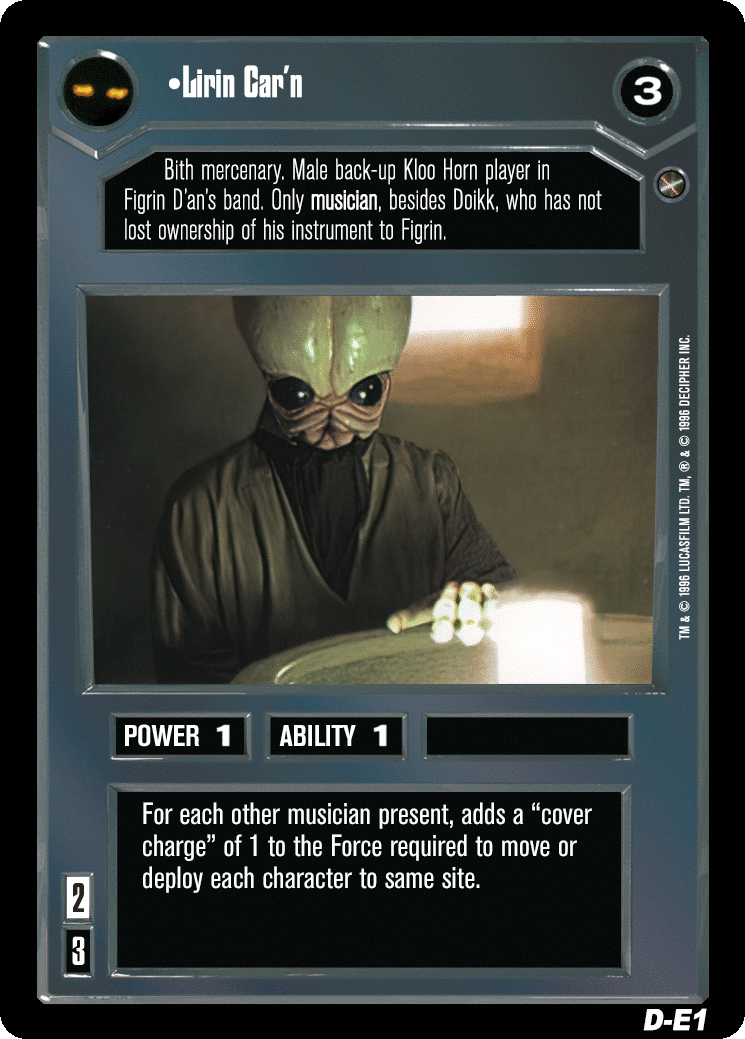 •Lirin Car'n
3
Bith mercenary. Male back-up Kloo Horn player in
Figrin D'an's band. Only musician, besides Doikk, who has not
lost ownership of his instrument to Figrin.
TM & © 1996 LUCASFILM LTD. TM, ® & © 1996 DECIPHER INC.
POWER 1
ABILITY 1
For each other musician present, adds a “cover
charge” of 1 to the Force required to move or
deploy each character to same site.
2
3
D-E1